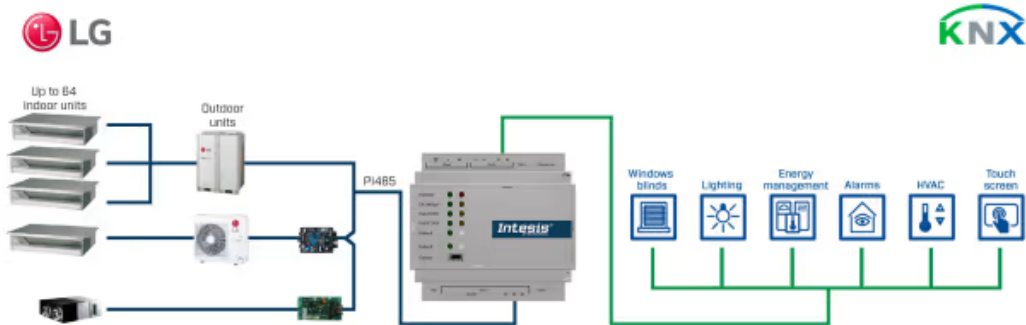 LG
KNX
Up to 64
indoor units
Outdoor
units
PI485
Intesis
Windows
blinds
Lighting
Energy
management
Alarms
HVAC
Touch
screen